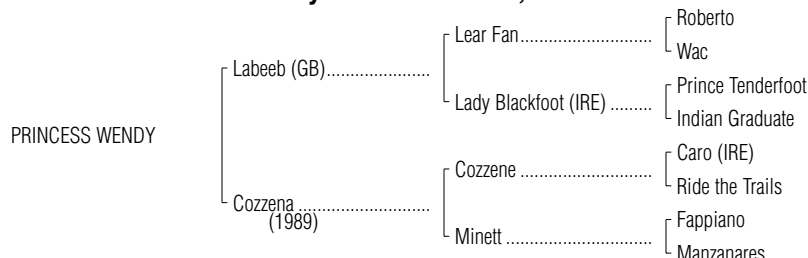 Roberto
Lear Fan
Wac
Labeeb (GB)
Prince Tenderfoot
Lady Blackfoot (IRE)
Indian Graduate
PRINCESS WENDY
Caro (IRE)
Cozzene
Ride the Trails
Cozzena
(1989)
Fappiano
Minett
Manzanares